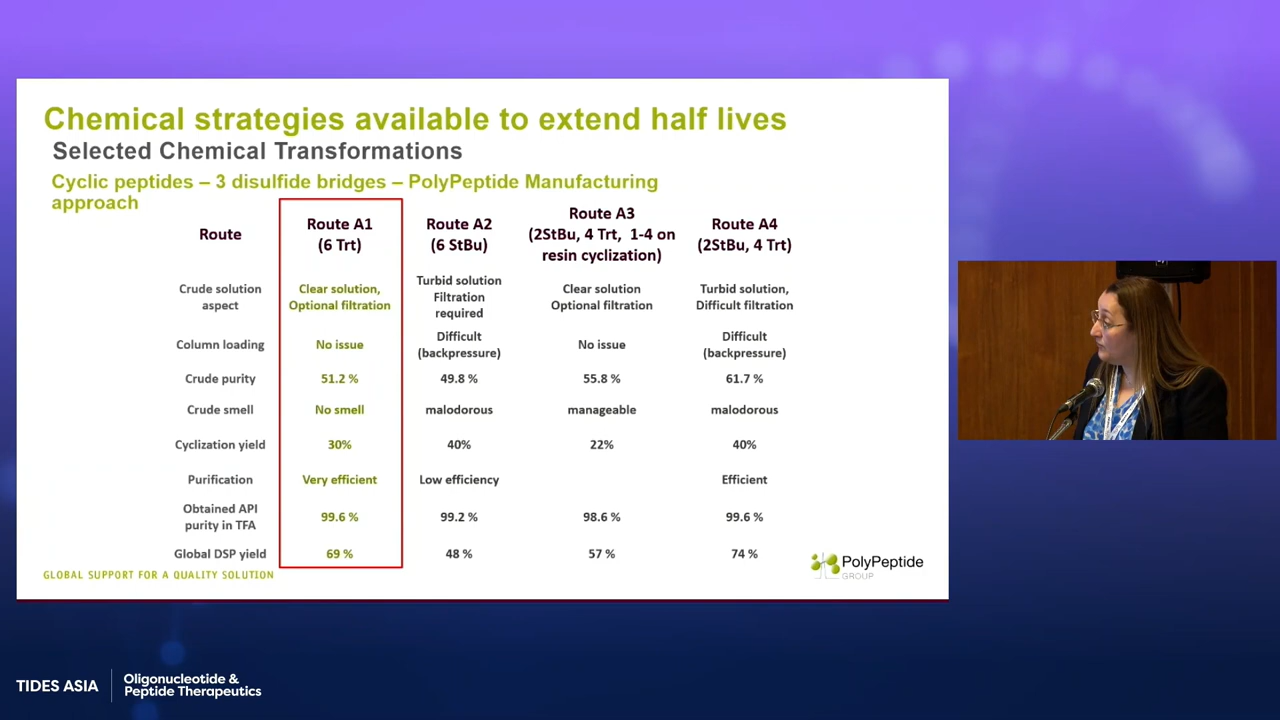 Chemical strategies available to extend half lives
Selected Chemical Transformations
Cyclic peptides – 3 disulfide bridges – PolyPeptide Manufacturing
approach
Route
Route A1
(6 Trt)
Route A2
(6 StBu)
Route A3
(2StBu, 4 Trt, 1-4 on
resin cyclization)
Route A4
(2StBu, 4 Trt)
Crude solution
aspect
Clear solution,
Optional filtration
Turbid solution
Filtration
required
Clear solution
Optional filtration
Turbid solution,
Difficult filtration
Column loading
No issue
Difficult
(backpressure)
No issue
Difficult
(backpressure)
Crude purity
51.2 %
49.8 %
55.8 %
61.7 %
Crude smell
No smell
malodorous
manageable
malodorous
Cyclization yield
30%
40%
22%
40%
Purification
Very efficient
Low efficiency
Efficient
Obtained API
purity in TFA
99.6 %
99.2 %
98.6 %
99.6 %
Global DSP yield
69 %
48 %
57 %
74 %
GLOBAL SUPPORT FOR A QUALITY SOLUTION
PolyPeptide
GROUP
TIDES ASIA
Oligonucleotide &
Peptide Therapeutics